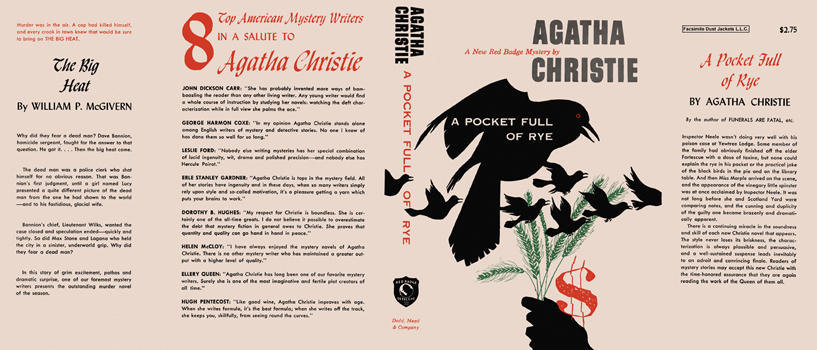 Murder was in the air. A cop had killed himself,
and every crook in town knew that would be sure
to bring on THE BIG HEAT.
The Big
Heat
By WILLIAM P. McGIVERN
Why did they fear a dead man? Dave Bannion,
homicide sergeant, fought for the answer to that
question. He got it. . . . Then the big heat came.
The dead man was a police clerk who shot
himself for no obvious reason. That was Ban-
nion's first judgment, until a girl named Lucy
presented a quite different picture of the dead
man from the one he had shown to the world
—and to his fastidious, glacial wife.
Bannion's chief, Lieutenant Wilks, wanted the
case closed and speculation ended—quickly and
tightly. So did Max Stone and Lagana who held
the city in a sinister, underworld grip. Why did
they fear a dead man?
In this story of grim excitement, pathos and
dramatic surprise, one of our foremost mystery
writers presents the outstanding murder novel
of the season.
8 Top American Mystery Writers
IN A SALUTE TO
Agatha Christie
JOHN DICKSON CARR: "She has probably invented more ways of bam-
boozling the reader than any other living writer. Any young writer would find
a whole course of instruction by studying her novels: watching the deft char-
acterization while in full view she palms the ace."
GEORGE HARMON COXE: "In my opinion Agatha Christie stands alone
among English writers of mystery and detective stories. No one I know of
has done them so well for so long."
LESLIE FORD: "Nobody else writing mysteries has her special combination
of lucid ingenuity, wit, drama and polished precision—and nobody else has
Hercule Poirot."
ERLE STANLEY GARDNER: "Agatha Christie is tops in the mystery field. All
of her stories have ingenuity and in these days, when so many writers simply
rely upon style and so-called motivation, it's a pleasure getting a yarn which
puts your brains to work."
DOROTHY B. HUGHES: "My respect for Christie is boundless. She is cer-
tainly one of the all-time greats. I do not believe it possible to overestimate
the debt that mystery fiction in general owes to Christie. She proves that
quantity and quality can go hand in hand in peace."
HELEN McCLOY: "I have always enjoyed the mystery novels of Agatha
Christie. There is no other mystery writer who has maintained a greater out-
put with a higher level of quality."
ELLERY QUEEN: "Agatha Christie has long been one of our favorite mystery
writers. Surely she is one of the most imaginative and fertile plot creators of
all time."
HUGH PENTECOST: "Like good wine, Agatha Christie improves with age.
When she writes formula, it's the best formula; when she writes off the track,
she keeps you, skillfully, from seeing round the curves."
AGATHA
CHRISTIE
A POCKET FULL OF RYE
RED BADGE
DETECTIVE
Dodd, Mead
& Company
AGATHA
A New Red Badge Mystery by
CHRISTIE
A POCKET FULL
OF RYE
$
Facsimile Dust Jackets L.L.C.
$2.75
A Pocket Full
of Rye
BY AGATHA CHRISTIE
By the author of FUNERALS ARE FATAL, etc.
Inspector Neele wasn't doing very well with his
poison case at Yewtree Lodge. Some member of
the family had obviously finished off the elder
Fortescue with a dose of taxine, but none could
explain the rye in his pocket or the practical joke
of the black birds in the pie and on the library
table. And then Miss Marple arrived on the scene,
and the appearance of the vinegary little spinster
was at once acclaimed by Inspector Neele. It was
not long before she and Scotland Yard were
comparing notes, and the cunning and duplicity
of the guilty one became brazenly and dramati-
cally apparent.
There is a continuing miracle in the soundness
and skill of each new Christie novel that appears.
The style never loses its briskness, the charac-
terization is always plausible and persuasive,
and a well-sustained suspense leads inevitably
to an adroit and convincing finale. Readers of
mystery stories may accept this new Christie with
the time-honored assurance that they are again
reading the work of the Queen of them all.